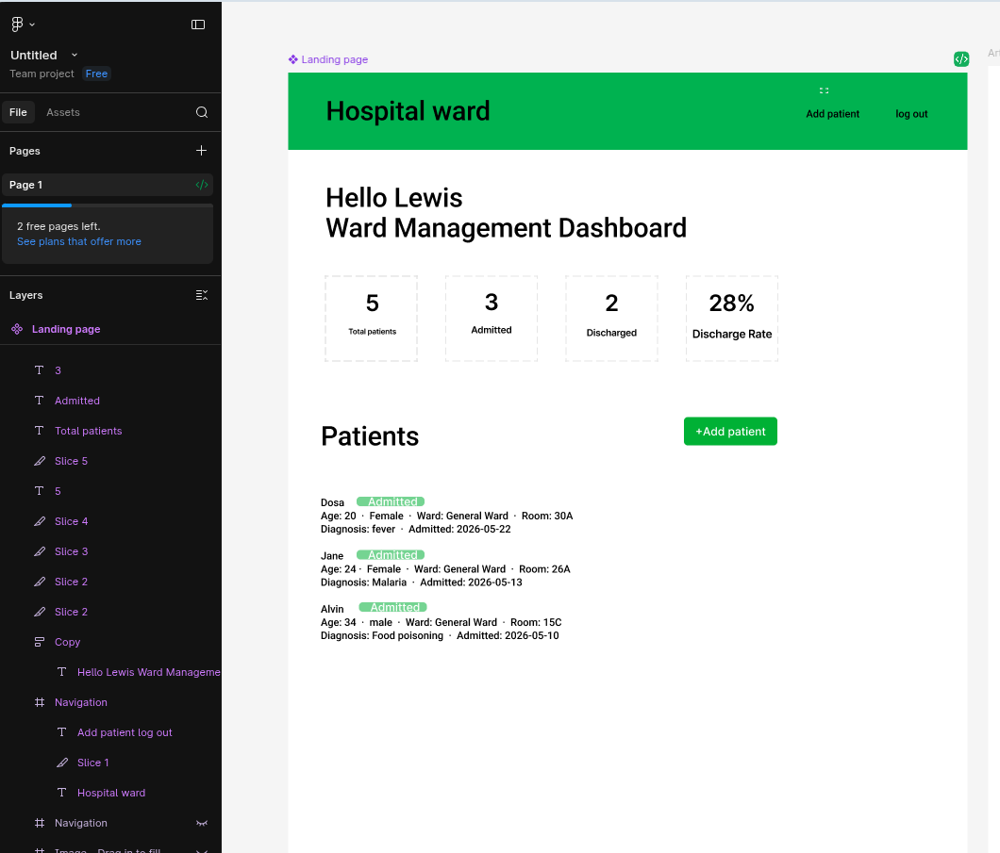 Untitled
Team project Free
File Assets
Pages
Page 1
2 free pages left.
See plans that offer more
Layers
Landing page
3
Admitted
Total patients
Slice 5
5
Slice 4
Slice 3
Slice 2
Slice 2
Copy
Hello Lewis Ward Manageme
Navigation
Add patient log out
Slice 1
Hospital ward
Navigation
Landing page
Hospital ward
Add patient log out
Hello Lewis
Ward Management Dashboard
5
Total patients
3
Admitted
2
Discharged
28%
Discharge Rate
Patients
+Add patient
Dosa Admitted
Age: 20 · Female · Ward: General Ward · Room: 30A
Diagnosis: fever · Admitted: 2026-05-22
Jane Admitted
Age: 24 · Female · Ward: General Ward · Room: 26A
Diagnosis: Malaria · Admitted: 2026-05-13
Alvin Admitted
Age: 34 · male · Ward: General Ward · Room: 15C
Diagnosis: Food poisoning · Admitted: 2026-05-10